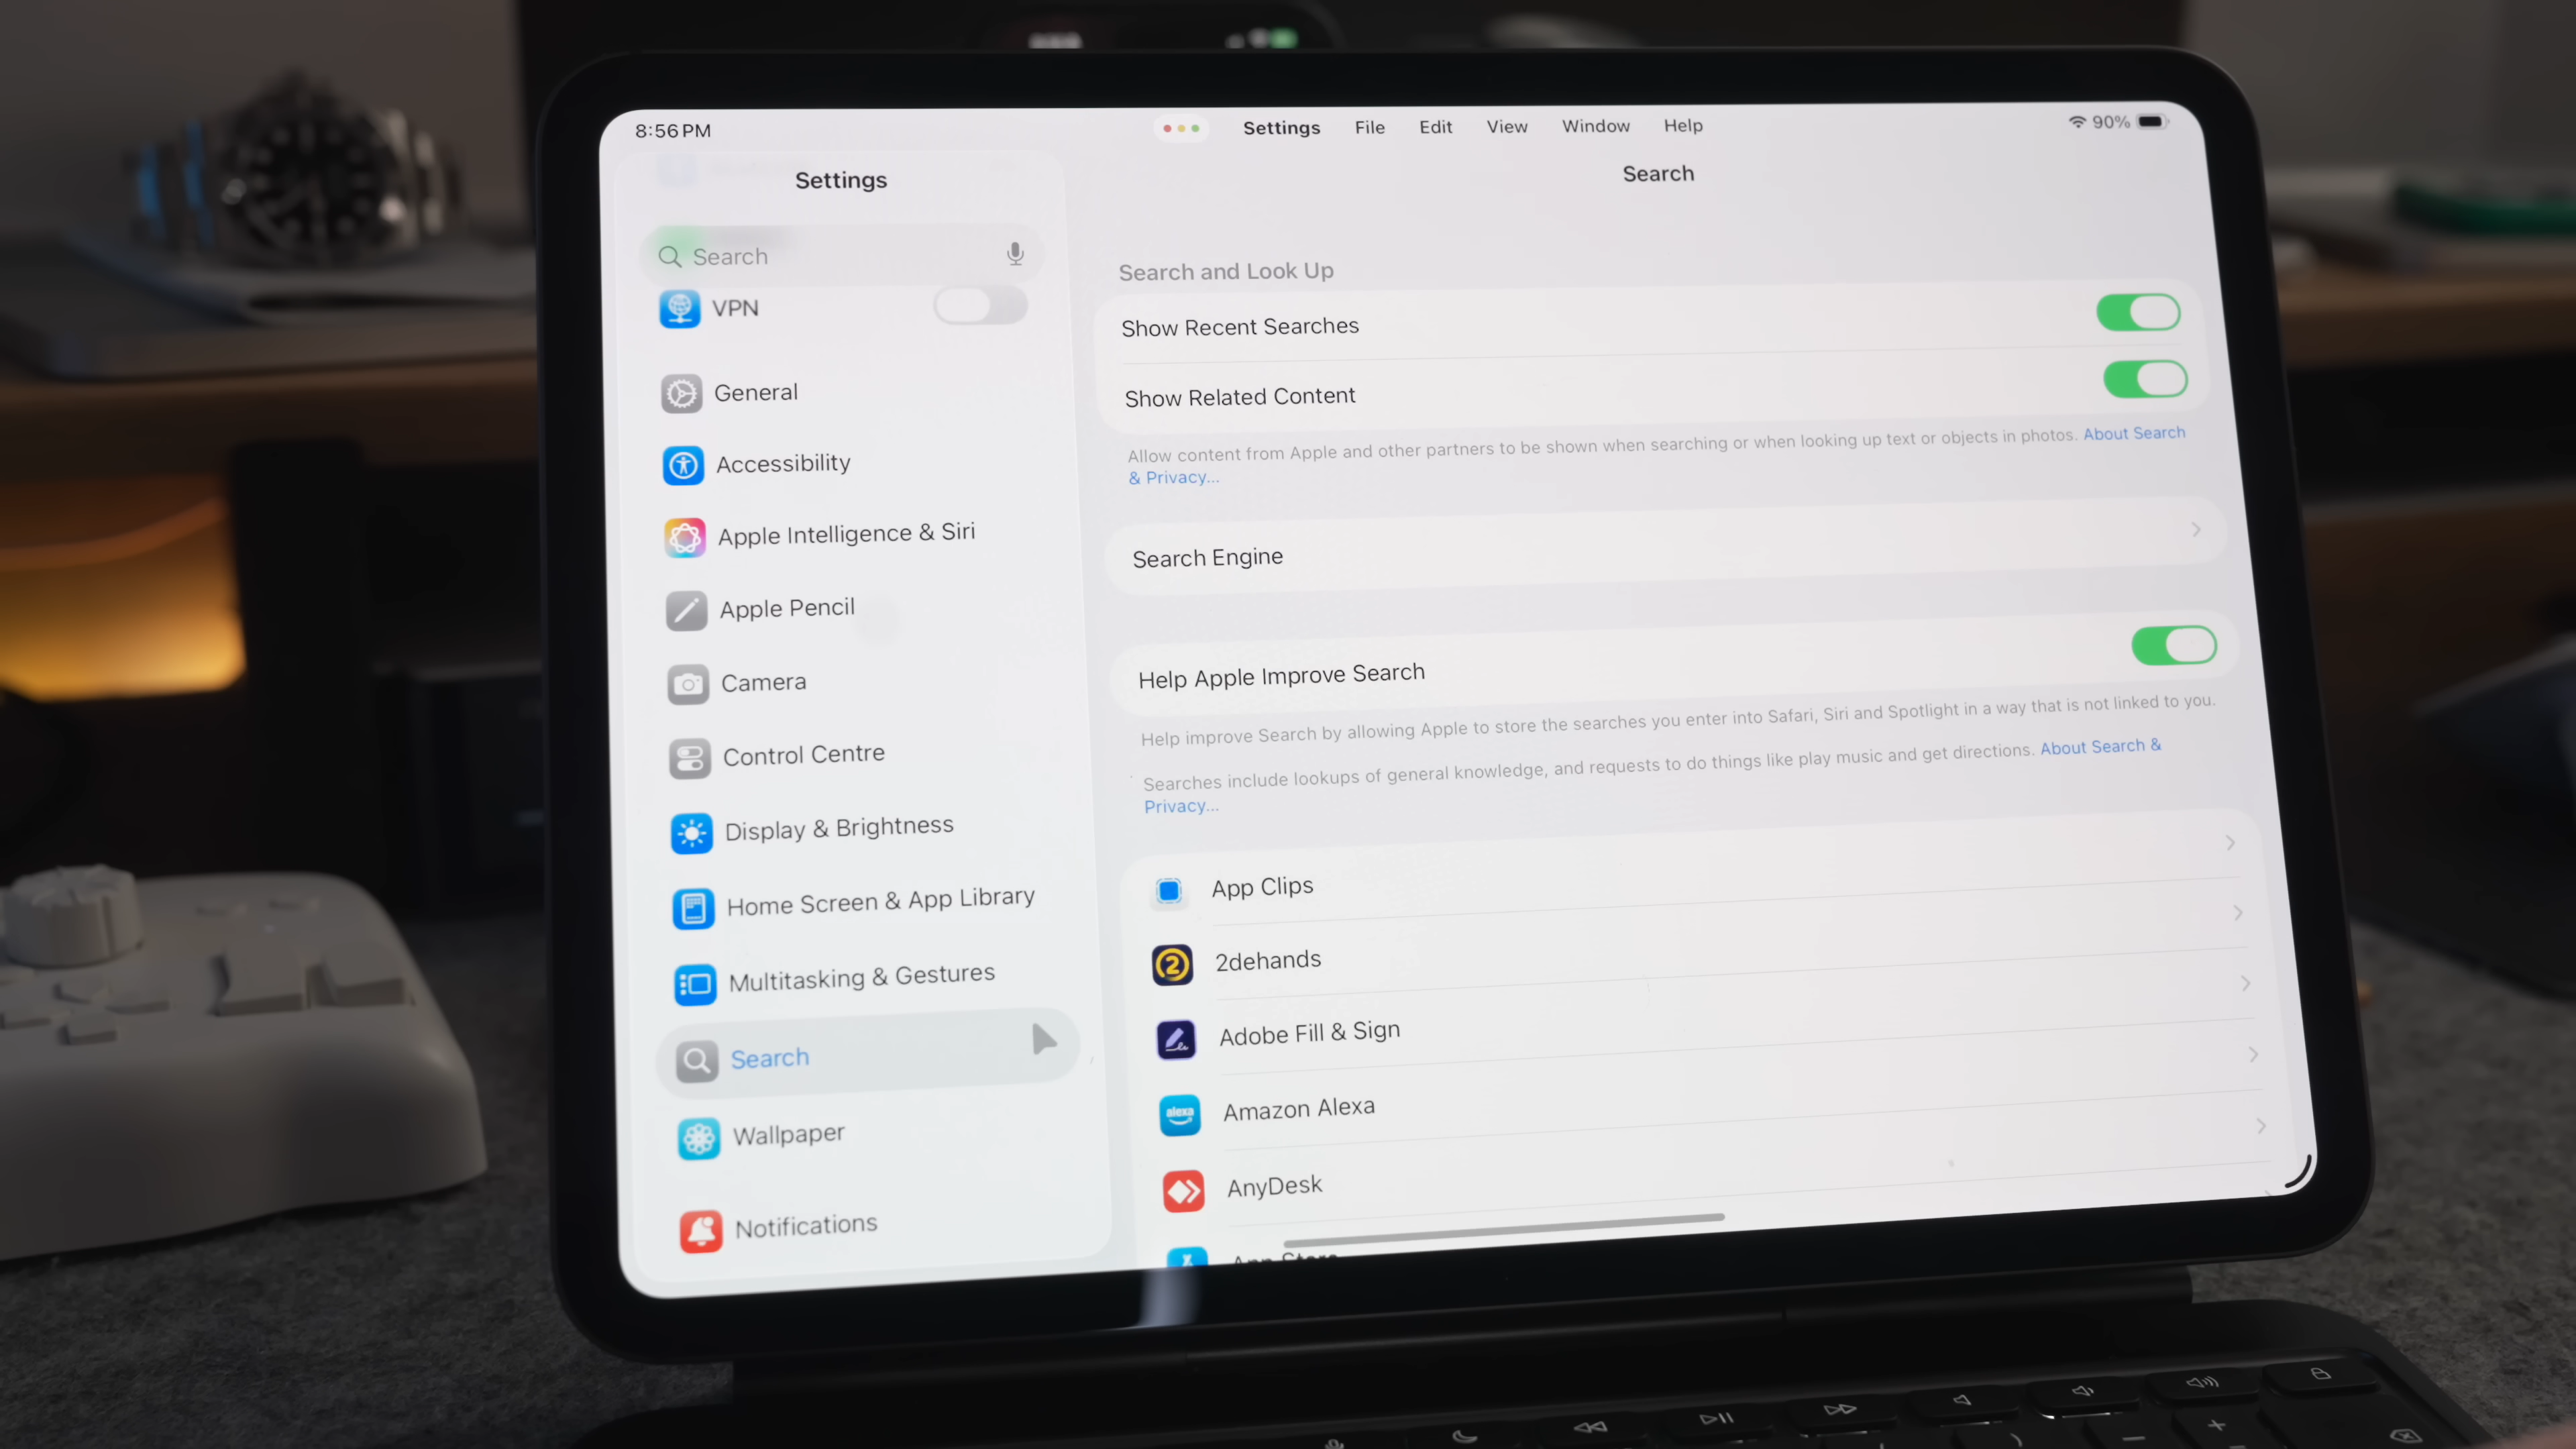 8:56 PM
Settings File Edit View Window Help
90%
Settings
Search
VPN
General
Accessibility
Apple Intelligence & Siri
Apple Pencil
Camera
Control Centre
Display & Brightness
Home Screen & App Library
Multitasking & Gestures
Search
Wallpaper
Notifications
Search
Search and Look Up
Show Recent Searches
Show Related Content
Allow content from Apple and other partners to be shown when searching or when looking up text or objects in photos. About Search
& Privacy...
Search Engine
Help Apple Improve Search
Help improve Search by allowing Apple to store the searches you enter into Safari, Siri and Spotlight in a way that is not linked to you.
Searches include lookups of general knowledge, and requests to do things like play music and get directions. About Search &
Privacy...
App Clips
2
2dehands
Adobe Fill & Sign
alexa
Amazon Alexa
AnyDesk
App Store